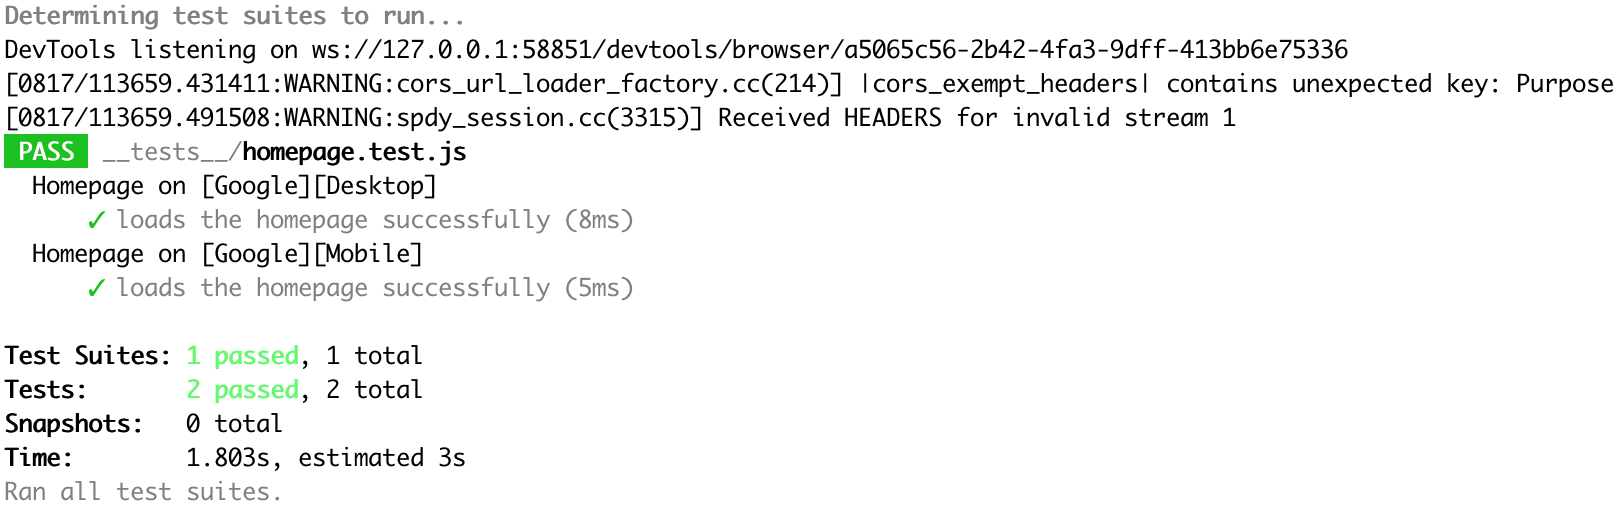 Determining test suites to run...
DevTools listening on ws://127.0.0.1:58851/devtools/browser/a5065c56-2b42-4fa3-9dff-413bb6e75336
[0817/113659.431411:WARNING:cors_url_loader_factory.cc(214)] |cors_exempt_headers| contains unexpected key: Purpose
[0817/113659.491508:WARNING:spdy_session.cc(3315)] Received HEADERS for invalid stream 1
PASS __tests__/homepage.test.js
Homepage on [Google][Desktop]
✓ loads the homepage successfully (8ms)
Homepage on [Google][Mobile]
✓ loads the homepage successfully (5ms)
Test Suites: 1 passed, 1 total
Tests: 2 passed, 2 total
Snapshots: 0 total
Time: 1.803s, estimated 3s
Ran all test suites.